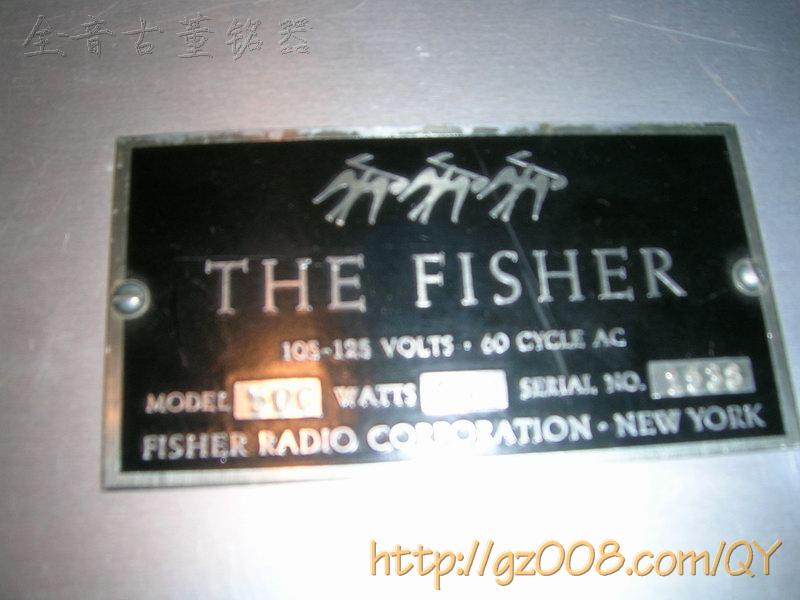 全音古董铭器
THE FISHER
105-125 VOLTS · 60 CYCLE AC
MODEL 500 WATTS SERIAL NO.
FISHER RADIO CORPORATION · NEW YORK
http://gz008.com/QY